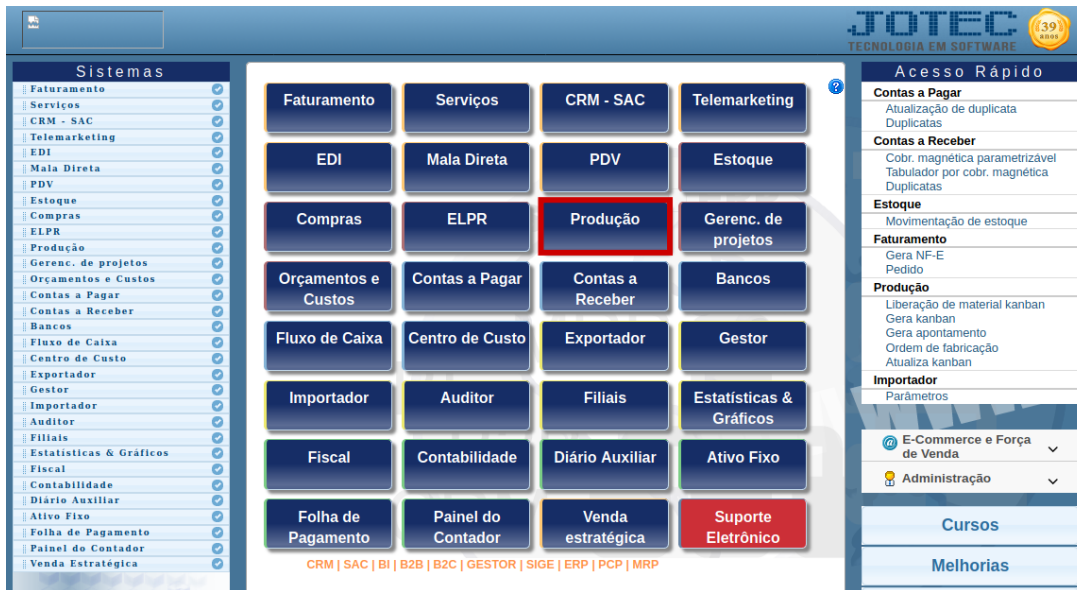 JOTEC
TECNOLOGIA EM SOFTWARE
39
ANOS
Sistemas
Faturamento
Serviços
CRM - SAC
Telemarketing
EDI
Mala Direta
PDV
Estoque
Compras
ELPR
Produção
Gerenc. de projetos
Orçamentos e Custos
Contas a Pagar
Contas a Receber
Bancos
Fluxo de Caixa
Centro de Custo
Exportador
Gestor
Importador
Auditor
Filiais
Estatísticas & Gráficos
Fiscal
Contabilidade
Diário Auxiliar
Ativo Fixo
Folha de Pagamento
Painel do Contador
Venda Estratégica
Faturamento
Serviços
CRM - SAC
Telemarketing
EDI
Mala Direta
PDV
Estoque
Compras
ELPR
Produção
Gerenc. de
projetos
Orçamentos e
Custos
Contas a Pagar
Contas a
Receber
Bancos
Fluxo de Caixa
Centro de Custo
Exportador
Gestor
Importador
Auditor
Filiais
Estatísticas &
Gráficos
Fiscal
Contabilidade
Diário Auxiliar
Ativo Fixo
Folha de
Pagamento
Painel do
Contador
Venda
estratégica
Suporte
Eletrônico
CRM | SAC | BI | B2B | B2C | GESTOR | SIGE | ERP | PCP | MRP
?
Acesso Rápido
Contas a Pagar
Atualização de duplicata
Duplicatas
Contas a Receber
Cobr. magnética parametrizável
Tabulador por cobr. magnética
Duplicatas
Estoque
Movimentação de estoque
Faturamento
Gera NF-E
Pedido
Produção
Liberação de material kanban
Gera kanban
Gera apontamento
Ordem de fabricação
Atualiza kanban
Importador
Parâmetros
WWW
@ E-Commerce e Força
de Venda
Administração
Cursos
Melhorias